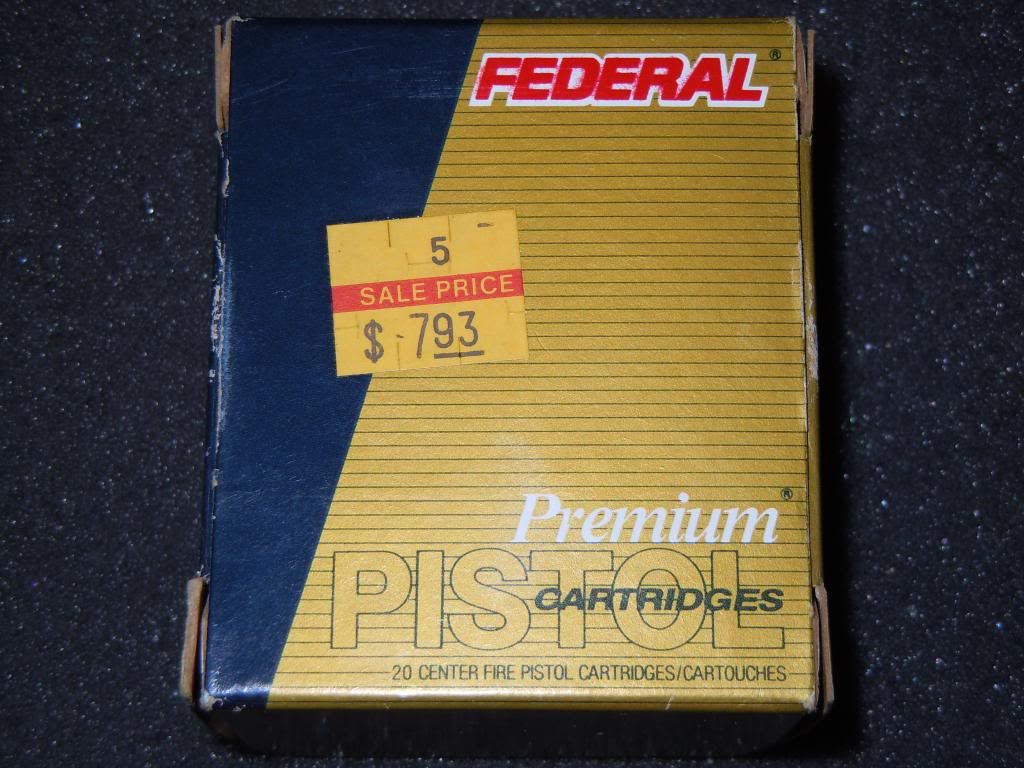 FEDERAL®
5
SALE PRICE
$ 793
Premium®
PISTOL
CARTRIDGES
20 CENTER FIRE PISTOL CARTRIDGES/CARTOUCHES